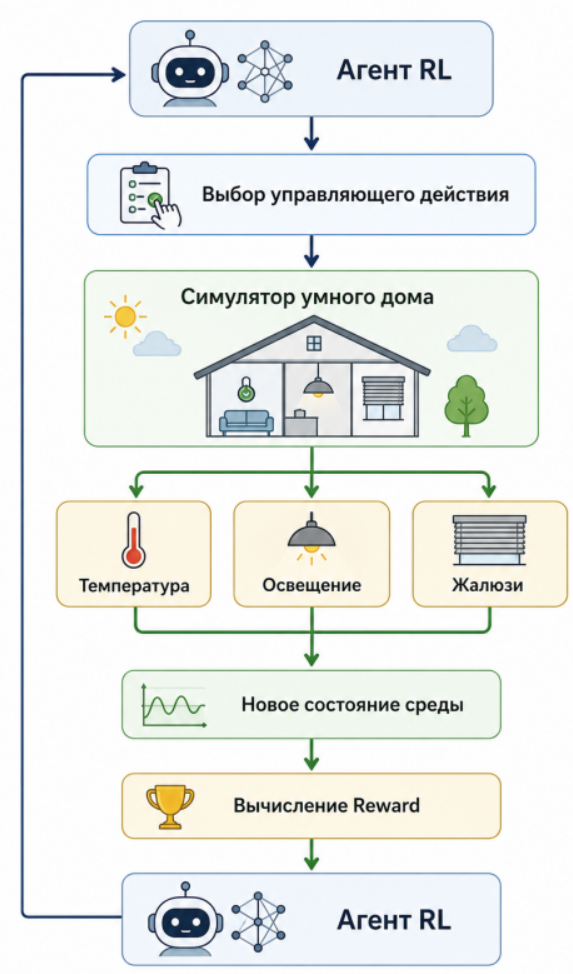 Агент RL
Выбор управляющего действия
Симулятор умного дома
Температура
Освещение
Жалюзи
Новое состояние среды
Вычисление Reward
Агент RL